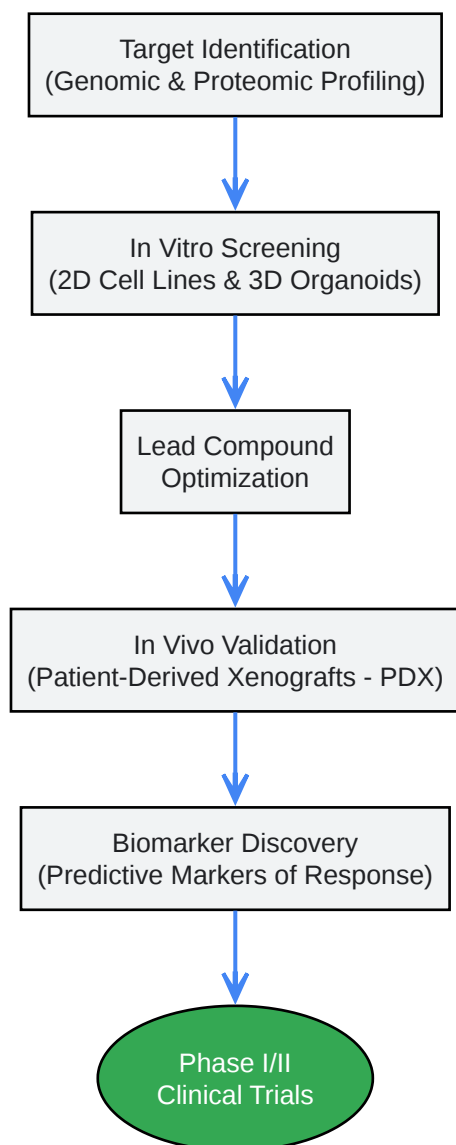 Target Identification
(Genomic & Proteomic Profiling)
In Vitro Screening
(2D Cell Lines & 3D Organoids)
Lead Compound
Optimization
In Vivo Validation
(Patient-Derived Xenografts - PDX)
Biomarker Discovery
(Predictive Markers of Response)
Phase I/II
Clinical Trials